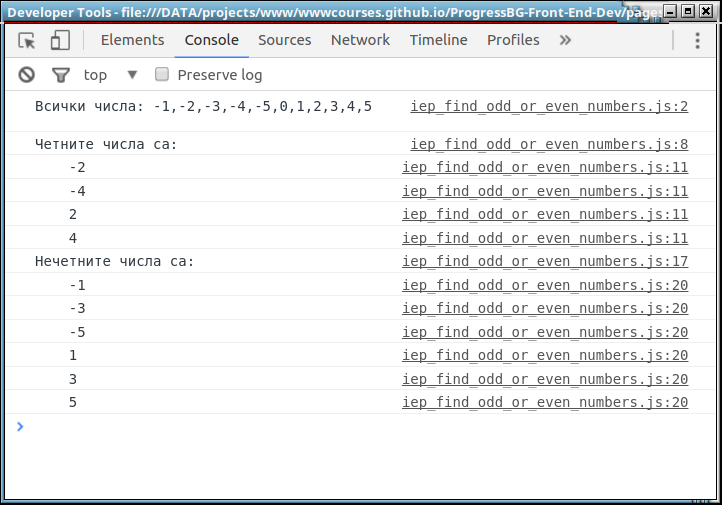 Developer Tools - file:///DATA/projects/www/wwwcourses.github.io/ProgressBG-Front-End-Dev/page
Elements Console Sources Network Timeline Profiles »
top ▼ Preserve log
Всички числа: -1,-2,-3,-4,-5,0,1,2,3,4,5 iep_find_odd_or_even_numbers.js:2
Четните числа са: iep_find_odd_or_even_numbers.js:8
-2 iep_find_odd_or_even_numbers.js:11
-4 iep_find_odd_or_even_numbers.js:11
2 iep_find_odd_or_even_numbers.js:11
4 iep_find_odd_or_even_numbers.js:11
Нечетните числа са: iep_find_odd_or_even_numbers.js:17
-1 iep_find_odd_or_even_numbers.js:20
-3 iep_find_odd_or_even_numbers.js:20
-5 iep_find_odd_or_even_numbers.js:20
1 iep_find_odd_or_even_numbers.js:20
3 iep_find_odd_or_even_numbers.js:20
5 iep_find_odd_or_even_numbers.js:20